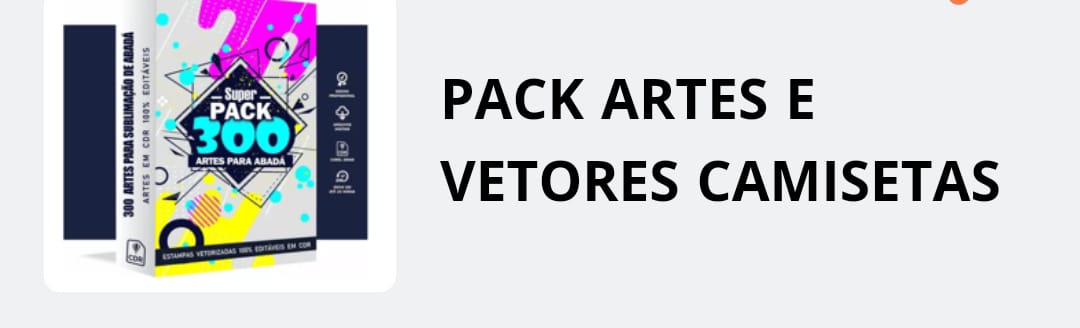 300 ARTES PARA SUBLIMAÇÃO DE ABADÁ
ARTES EM CDR 100% EDITÁVEIS
CDR
Super
PACK
300
ARTES PARA ABADÁ
ESTAMPAS VETORIZADAS 100% EDITÁVEIS EM CDR
PACK ARTES E
VETORES CAMISETAS